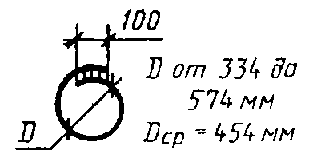 100
D от 334 до
574 мм
Dср = 454 мм
D